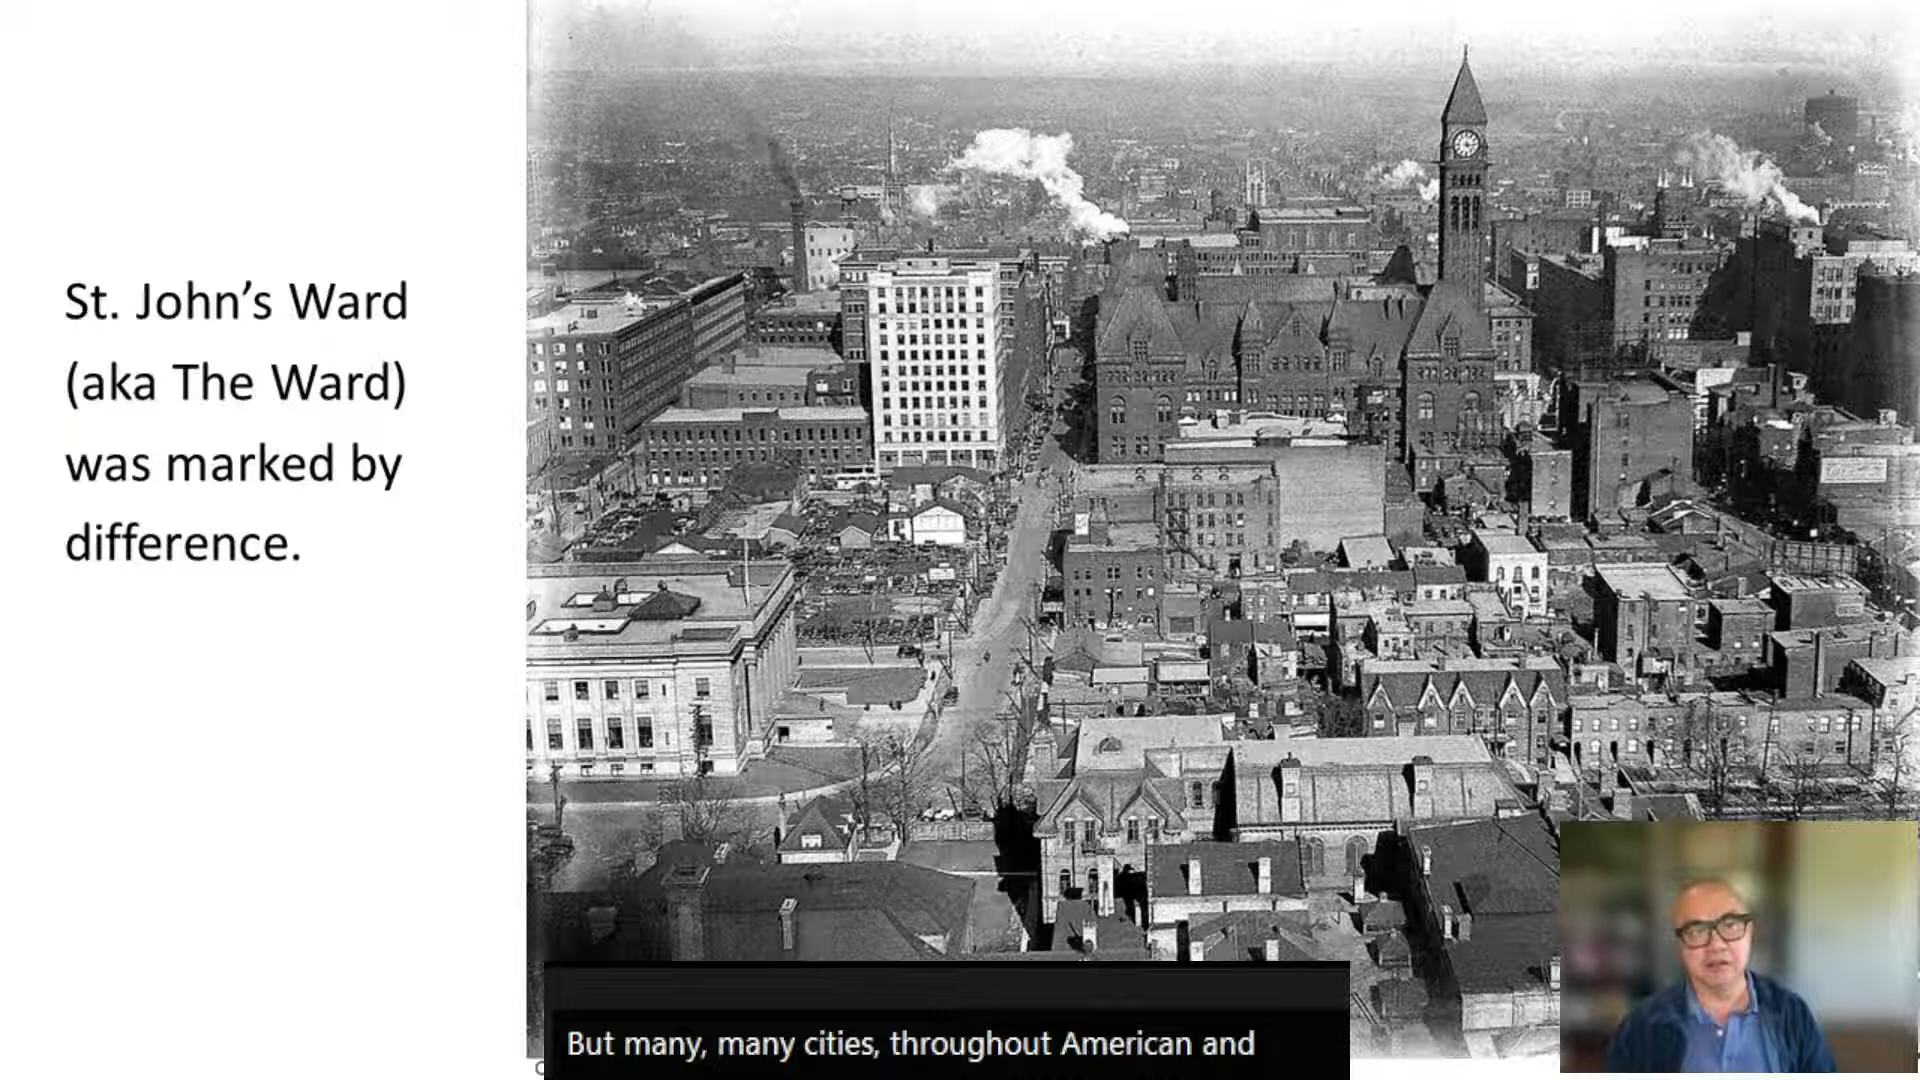 St. John’s Ward
(aka The Ward)
was marked by
difference.
But many, many cities, throughout American and